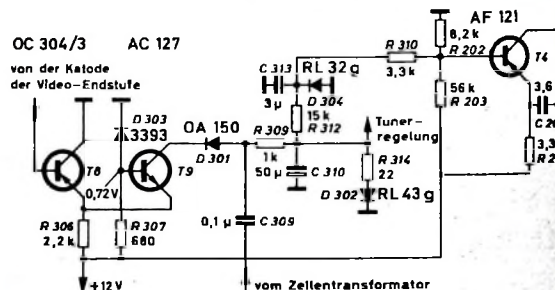 AF 121
OC 304/3 AC 127
von der Katode
der Video-Endstufe
C 313
3 µ
RL 32 g
D 304
15 k
R 312
R 310
3,3 k
8,2 k
R 202
T4
56 k
R 203
3,6
3,3
D 303
3393
OA 150
D 301
R 309
1 k
50 µ
C 310
Tuner-
regelung
R 314
22
D 302
RL 43 g
T8
T9
0,72V
R 306
2,2 k
R 307
680
0,1 µ
C 309
+12 V
vom Zeilentransformator